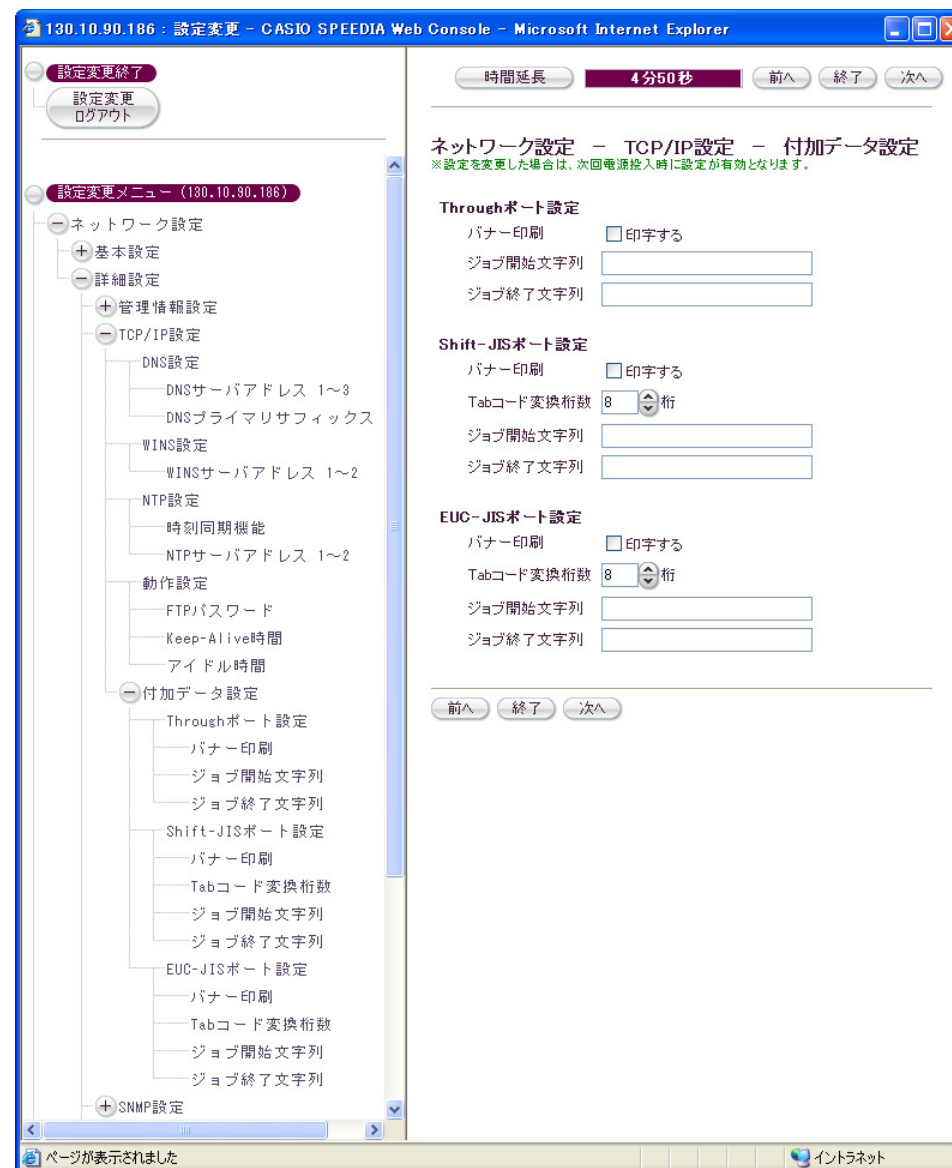 130.10.90.186 : 設定変更 - CASIO SPEEDIA Web Console - Microsoft Internet Explorer
設定変更終了
設定変更
ログアウト
設定変更メニュー (130.10.90.186)
ネットワーク設定
基本設定
詳細設定
管理情報設定
TCP/IP設定
DNS設定
DNSサーバアドレス 1～3
DNSプライマリサフィックス
WINS設定
WINSサーバアドレス 1～2
NTP設定
時刻同期機能
NTPサーバアドレス 1～2
動作設定
FTPパスワード
Keep-Alive時間
アイドル時間
付加データ設定
Throughポート設定
バナー印刷
ジョブ開始文字列
ジョブ終了文字列
Shift-JISポート設定
バナー印刷
Tabコード変換桁数
ジョブ開始文字列
ジョブ終了文字列
EUC-JISポート設定
バナー印刷
Tabコード変換桁数
ジョブ開始文字列
ジョブ終了文字列
SNMP設定
時間延長 4分50秒 前へ 終了 次へ
ネットワーク設定 － TCP/IP設定 － 付加データ設定
※設定を変更した場合は、次回電源投入時に設定が有効となります。
Throughポート設定
バナー印刷 印字する
ジョブ開始文字列
ジョブ終了文字列
Shift-JISポート設定
バナー印刷 印字する
Tabコード変換桁数 8 桁
ジョブ開始文字列
ジョブ終了文字列
EUC-JISポート設定
バナー印刷 印字する
Tabコード変換桁数 8 桁
ジョブ開始文字列
ジョブ終了文字列
前へ 終了 次へ
ページが表示されました
イントラネット